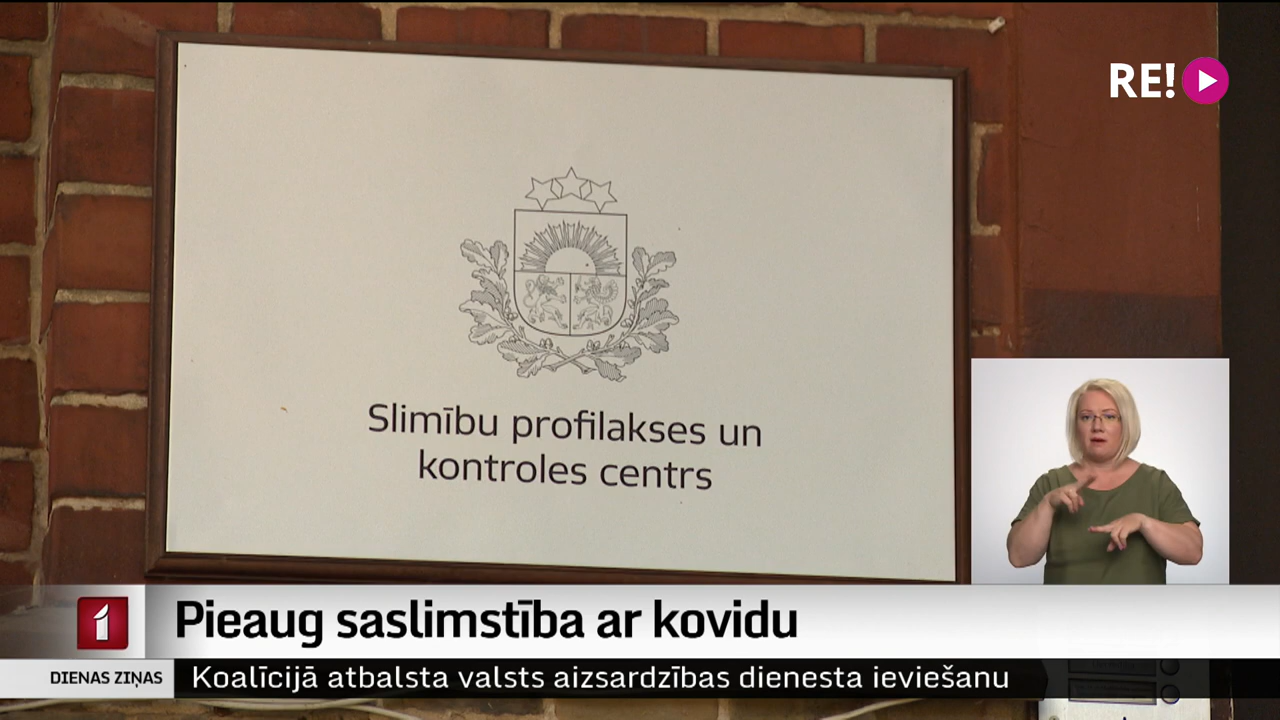 RE!
Slimību profilakses un
kontroles centrs
1
Pieaug saslimstība ar kovidu
DIENAS ZIŅAS
Koalīcijā atbalsta valsts aizsardzības dienesta ieviešanu